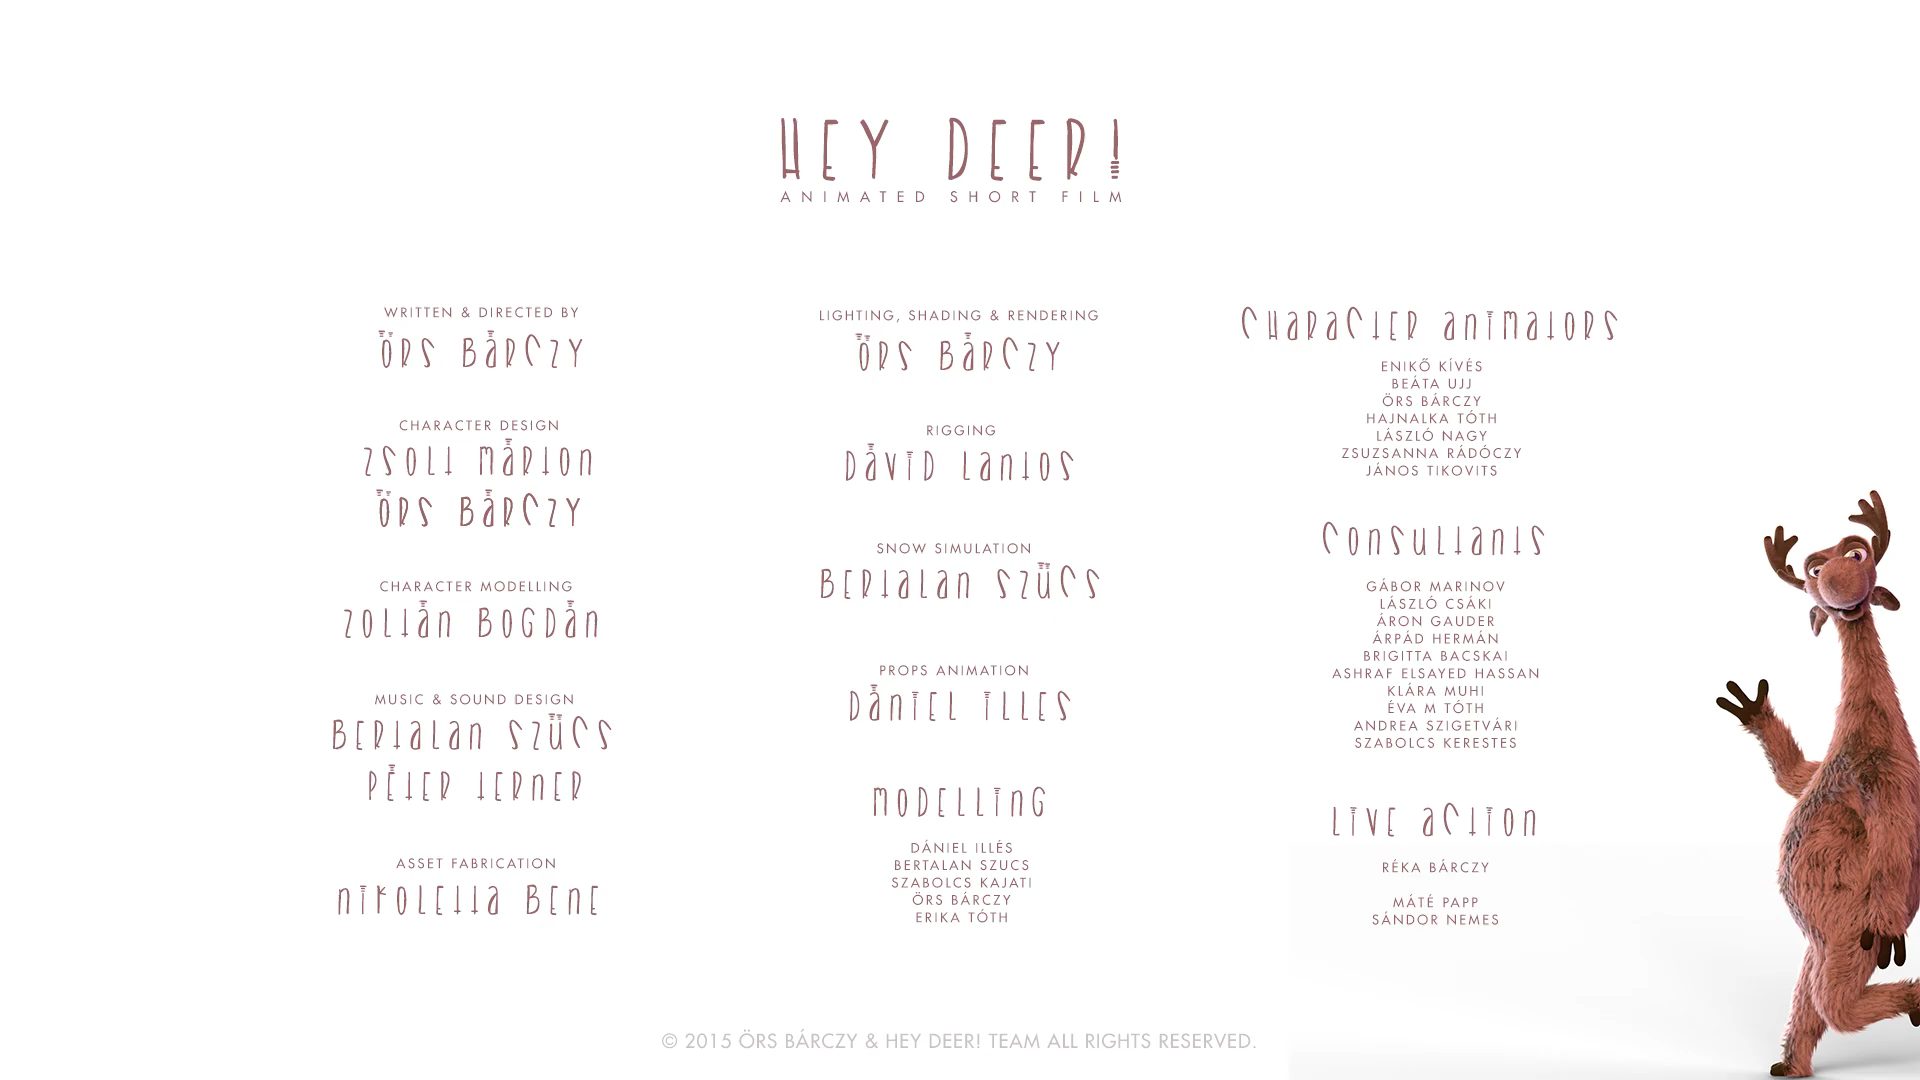 HEY DEER!
ANIMATED SHORT FILM
WRITTEN & DIRECTED BY
ÖRS BÁRCZY
CHARACTER DESIGN
ZSOLT MÁRTON
ÖRS BÁRCZY
CHARACTER MODELLING
ZOLTÁN BOGDÁN
MUSIC & SOUND DESIGN
BERTALAN SZŰCS
PÉTER TERNER
ASSET FABRICATION
NIKOLETTA BENE
LIGHTING, SHADING & RENDERING
ÖRS BÁRCZY
RIGGING
DÁVID LANTOS
SNOW SIMULATION
BERTALAN SZŰCS
PROPS ANIMATION
DÁNIEL ILLES
MODELLING
DÁNIEL ILLÉS
BERTALAN SZUCS
SZABOLCS KAJATI
ÖRS BÁRCZY
ERIKA TÓTH
CHARACTER ANIMATORS
ENIKŐ KÍVÉS
BEÁTA UJJ
ÖRS BÁRCZY
HAJNALKA TÓTH
LÁSZLÓ NAGY
ZSUZSANNA RÁDÓCZY
JÁNOS TIKOVITS
CONSULTANTS
GÁBOR MARINOV
LÁSZLÓ CSÁKI
ÁRON GAUDER
ÁRPÁD HERMÁN
BRIGITTA BACSKAI
ASHRAF ELSAYED HASSAN
KLÁRA MUHI
ÉVA M TÓTH
ANDREA SZIGETVÁRI
SZABOLCS KERESTES
LIVE ACTION
RÉKA BÁRCZY
MÁTÉ PAPP
SÁNDOR NEMES
© 2015 ÖRS BÁRCZY & HEY DEER! TEAM ALL RIGHTS RESERVED.